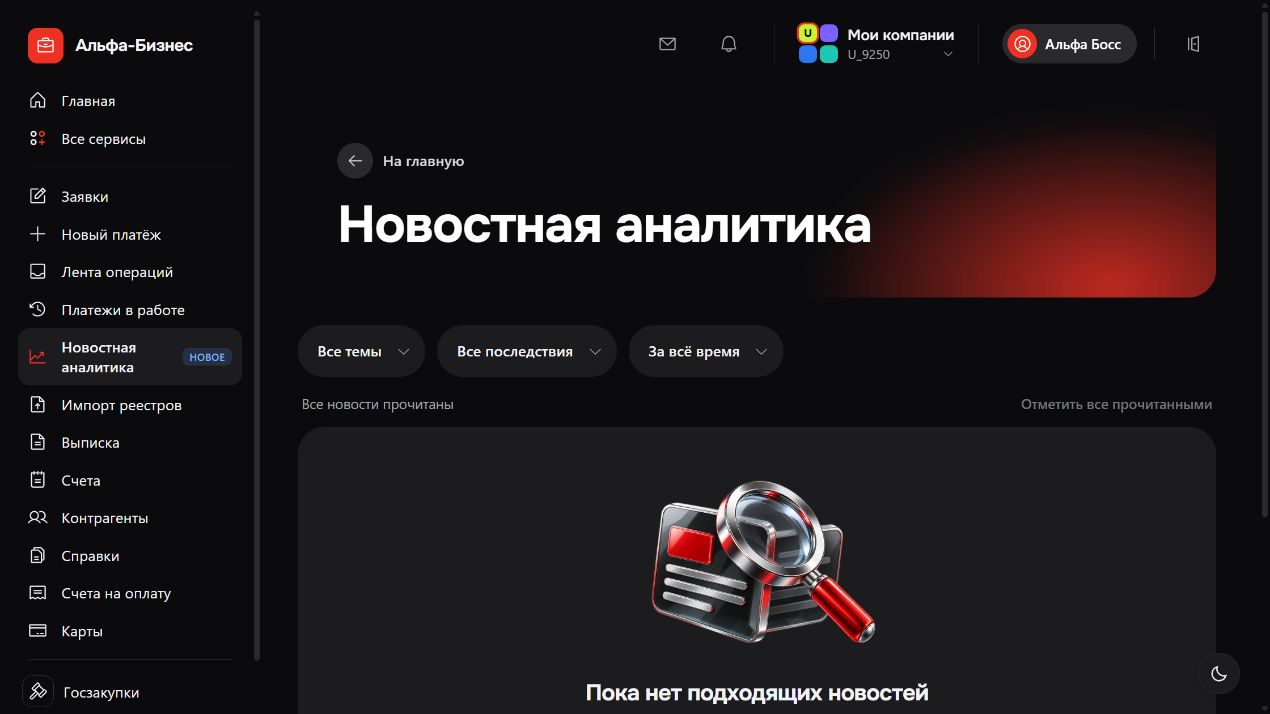 Альфа-Бизнес
U
Мои компании
U_9250
Альфа Босс
Главная
Все сервисы
Заявки
Новый платёж
Лента операций
Платежи в работе
Новостная
аналитика
НОВОЕ
Импорт реестров
Выписка
Счета
Контрагенты
Справки
Счета на оплату
Карты
Госзакупки
На главную
Новостная аналитика
Все темы
Все последствия
За всё время
Все новости прочитаны
Отметить все прочитанными
Пока нет подходящих новостей